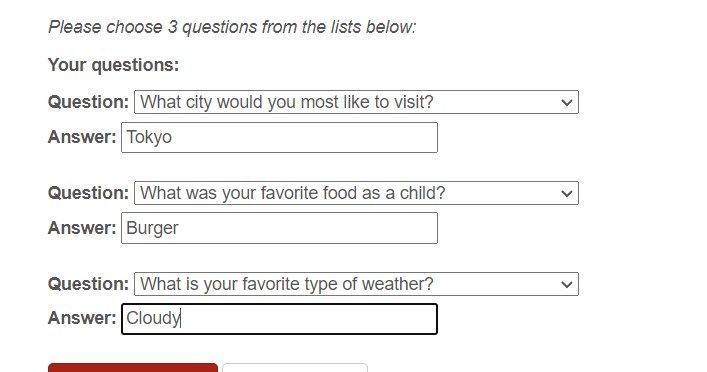 Please choose 3 questions from the lists below:
Your questions:
Question: What city would you most like to visit?
Answer: Tokyo
Question: What was your favorite food as a child?
Answer: Burger
Question: What is your favorite type of weather?
Answer: Cloudy